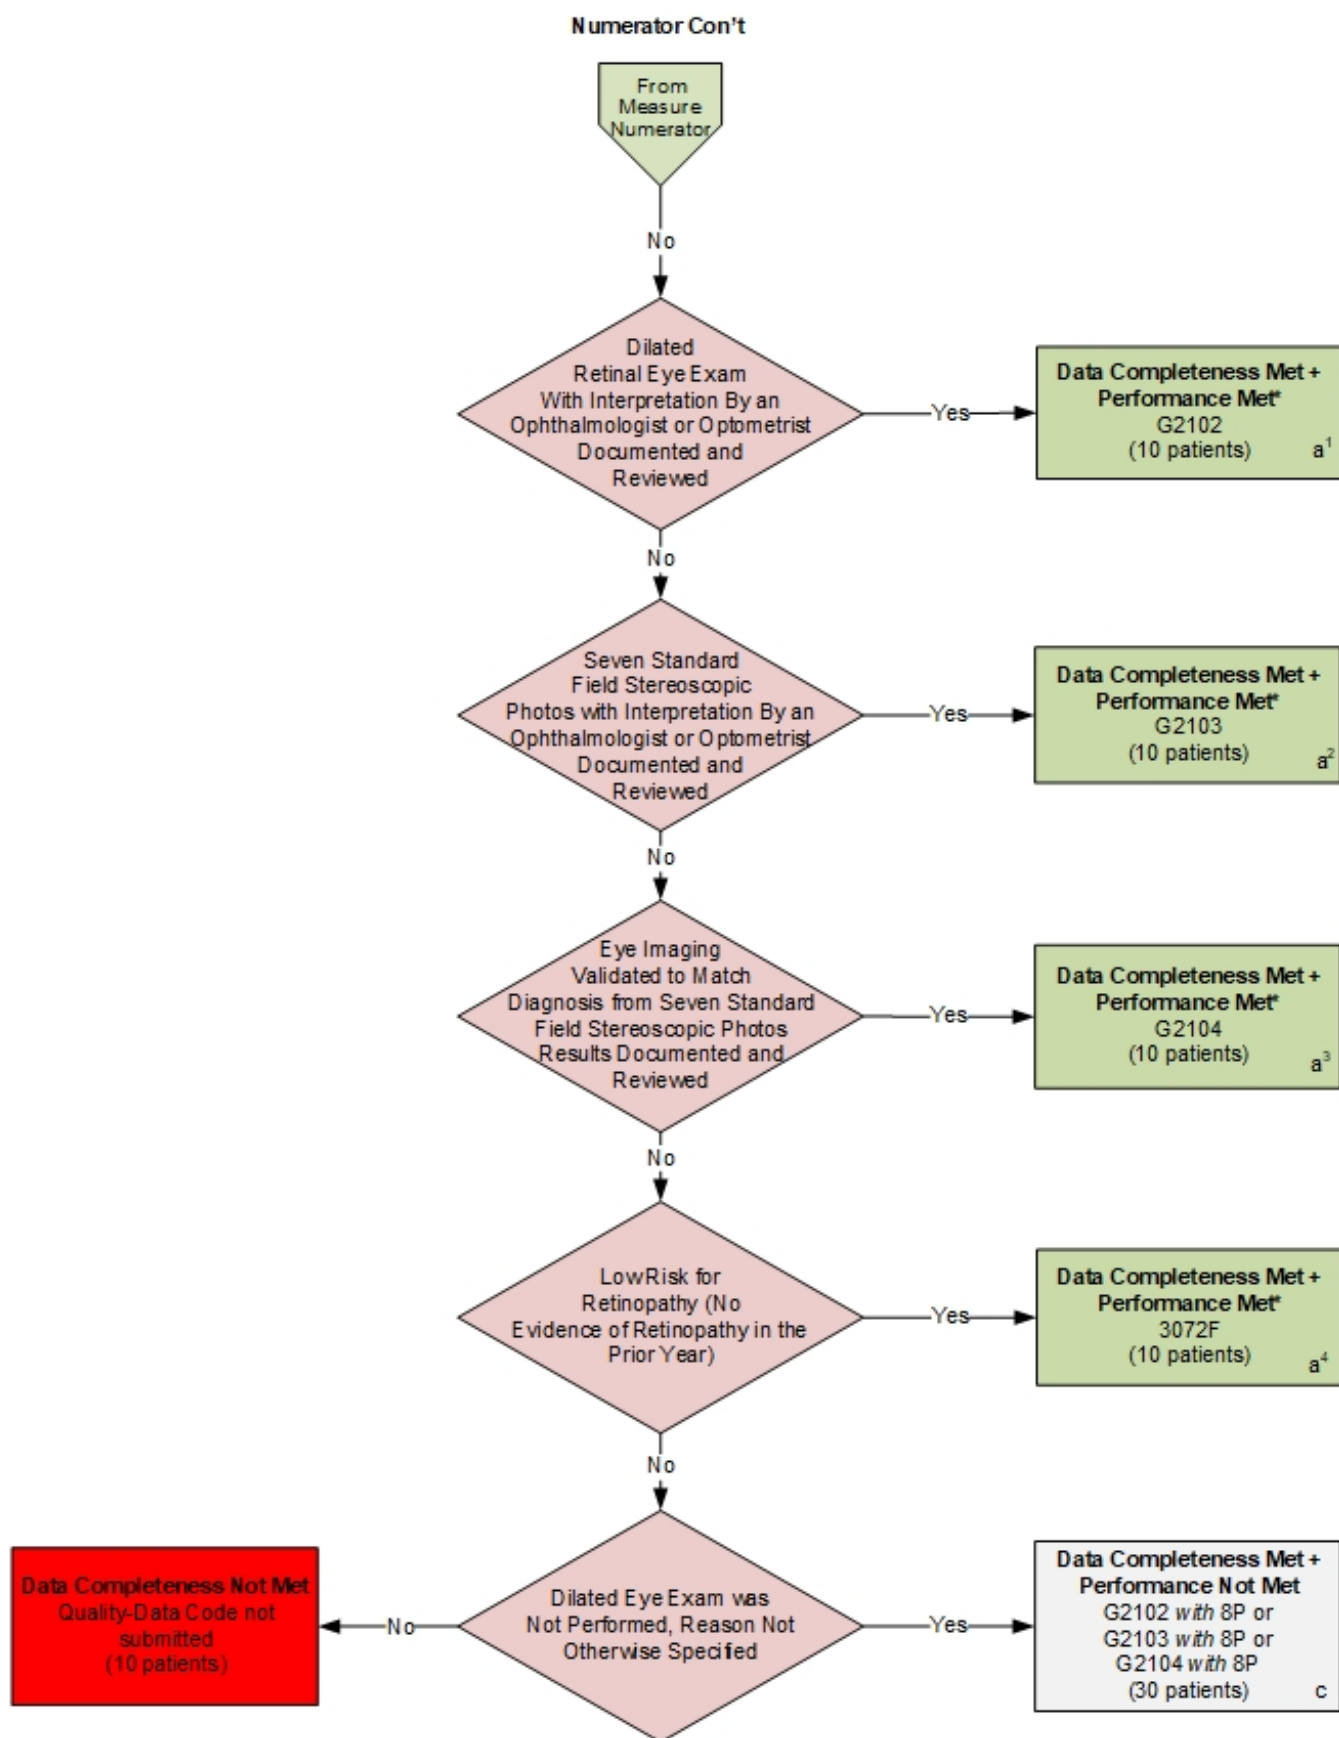 Numerator Con't
From
Measure
Numerator
No
Dilated
Retinal Eye Exam
With Interpretation By an
Ophthalmologist or Optometrist
Documented and
Reviewed
Yes
Data Completeness Met +
Performance Met*
G2102
(10 patients)
a¹
No
Seven Standard
Field Stereoscopic
Photos with Interpretation By an
Ophthalmologist or Optometrist
Documented and
Reviewed
Yes
Data Completeness Met +
Performance Met*
G2103
(10 patients)
a²
No
Eye Imaging
Validated to Match
Diagnosis from Seven Standard
Field Stereoscopic Photos
Results Documented and
Reviewed
Yes
Data Completeness Met +
Performance Met*
G2104
(10 patients)
a³
No
Low Risk for
Retinopathy (No
Evidence of Retinopathy in the
Prior Year)
Yes
Data Completeness Met +
Performance Met*
3072F
(10 patients)
a⁴
No
Data Completeness Not Met
Quality-Data Code not
submitted
(10 patients)
No
Dilated Eye Exam was
Not Performed, Reason Not
Otherwise Specified
Yes
Data Completeness Met +
Performance Not Met
G2102 with 8P or
G2103 with 8P or
G2104 with 8P
(30 patients)
c